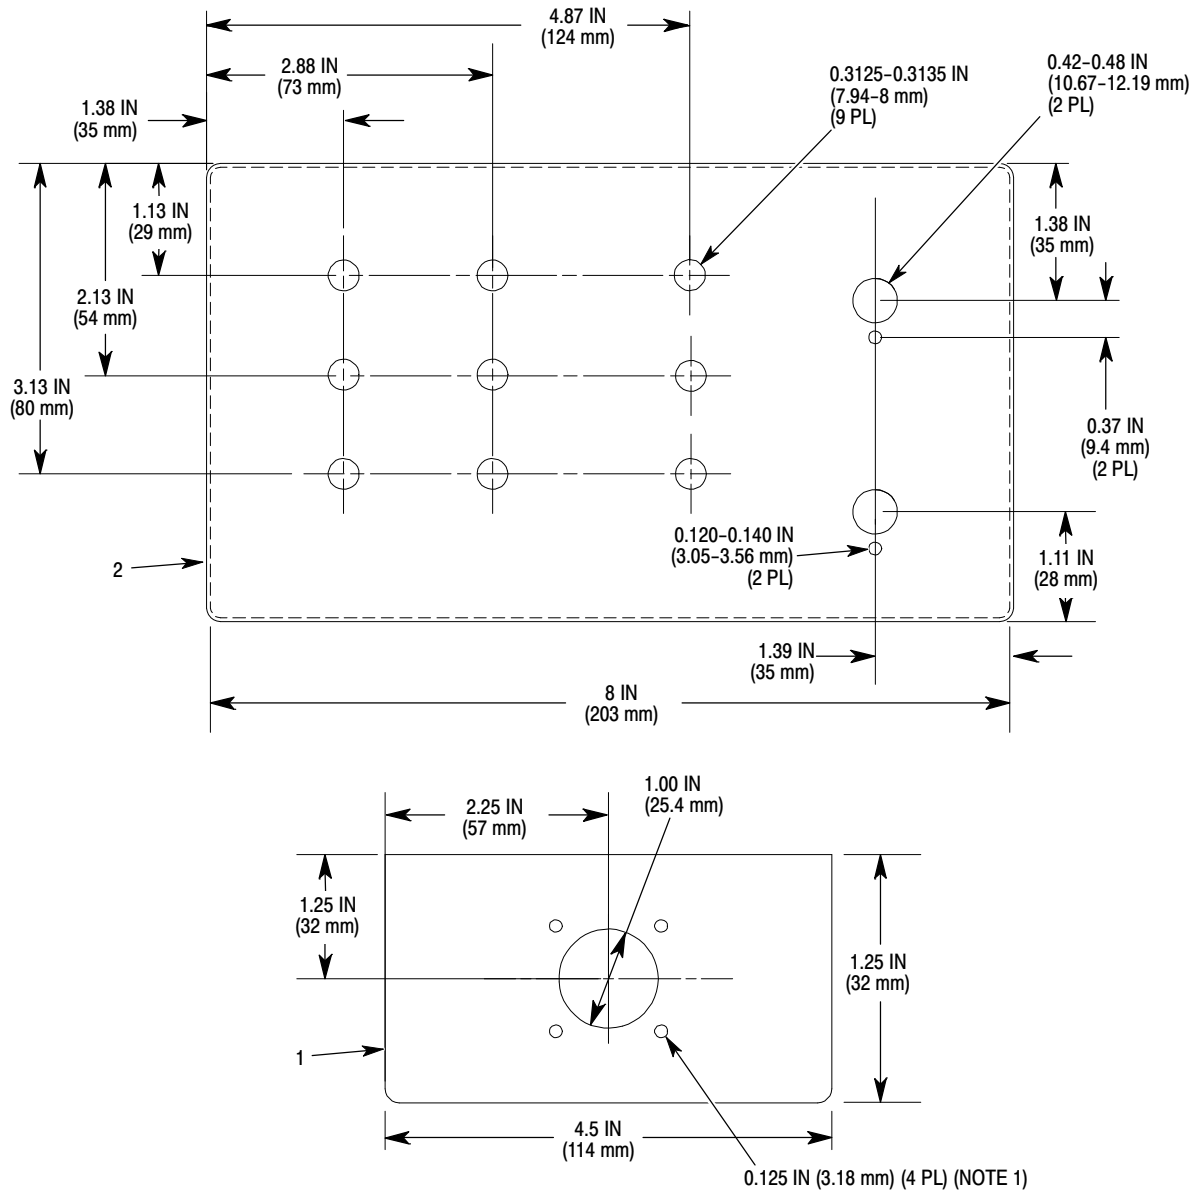 4.87 IN
(124 mm)
2.88 IN
(73 mm)
0.3125-0.3135 IN
(7.94-8 mm)
(9 PL)
0.42-0.48 IN
(10.67-12.19 mm)
(2 PL)
1.38 IN
(35 mm)
1.13 IN
(29 mm)
1.38 IN
(35 mm)
2.13 IN
(54 mm)
3.13 IN
(80 mm)
0.37 IN
(9.4 mm)
(2 PL)
0.120-0.140 IN
(3.05-3.56 mm)
(2 PL)
1.11 IN
(28 mm)
2
1.39 IN
(35 mm)
8 IN
(203 mm)
1.00 IN
(25.4 mm)
2.25 IN
(57 mm)
1.25 IN
(32 mm)
1.25 IN
(32 mm)
1
4.5 IN
(114 mm)
0.125 IN (3.18 mm) (4 PL) (NOTE 1)